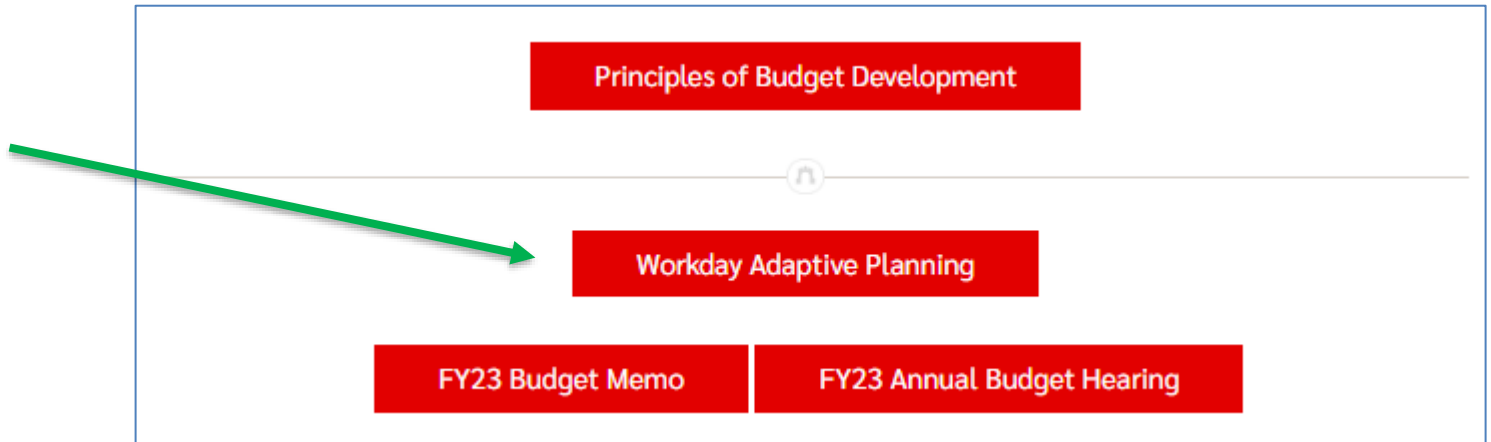 Principles of Budget Development
Workday Adaptive Planning
FY23 Budget Memo
FY23 Annual Budget Hearing